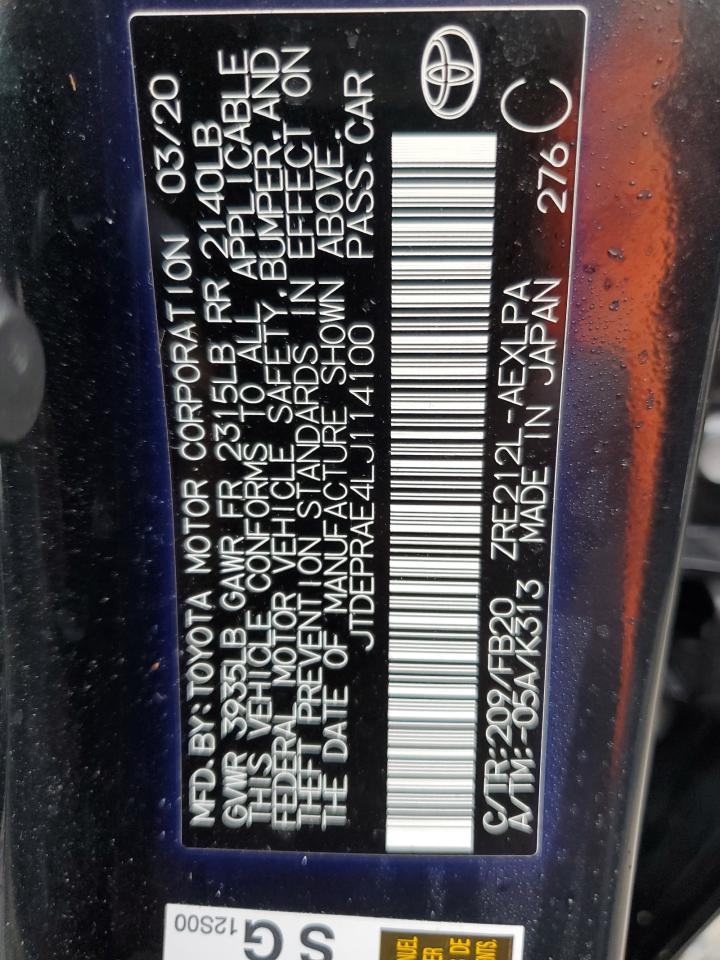 MFD.BY:TOYOTA MOTOR CORPORATION 03/20
GVWR 3935LB GAWR FR 2315LB RR 2140LB
THIS VEHICLE CONFORMS TO ALL APPLICABLE
FEDERAL MOTOR VEHICLE SAFETY,BUMPER,AND
THEFT PREVENTION STANDARDS IN EFFECT ON
THE DATE OF MANUFACTURE SHOWN ABOVE.
JTDEPRAE4LJ114100 PASS.CAR
C/TR:209/FB20 ZRE212L-AEXLPA 276
A/TM:-05A/K313 MADE IN JAPAN C
12S00
S G
DE